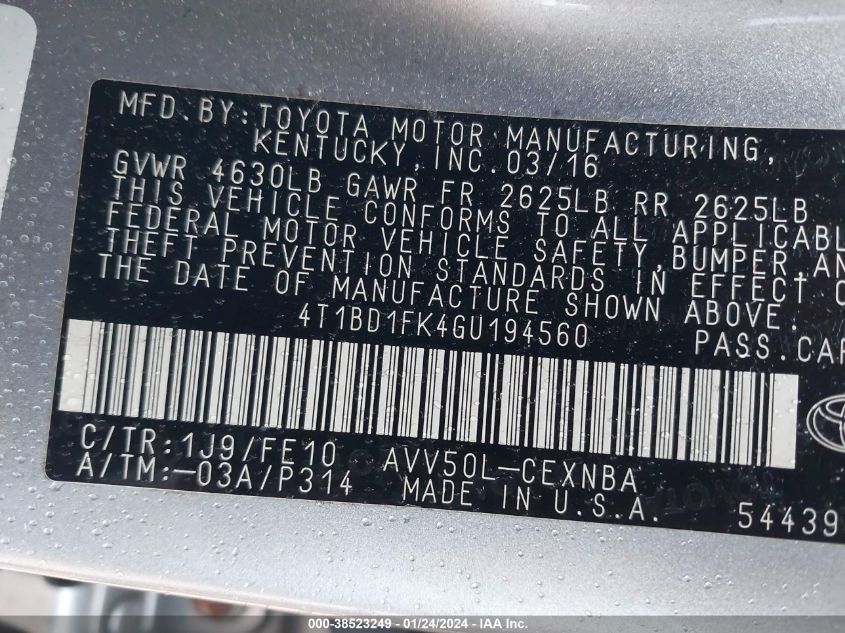 MFD. BY: TOYOTA MOTOR MANUFACTURING,
KENTUCKY, INC. 03/16
GVWR 4630LB GAWR FR 2625LB RR 2625LB
THIS VEHICLE CONFORMS TO ALL APPLICABL
FEDERAL MOTOR VEHICLE SAFETY, BUMPER, AN
THEFT PREVENTION STANDARDS IN EFFECT O
THE DATE OF MANUFACTURE SHOWN ABOVE.
4T1BD1FK4GU194560
PASS. CAR
C/TR: 1J9/FE10 AVV50L-CEXNBA
A/TM: -03A/P314 MADE IN U.S.A. 54439
000-38523249 - 01/24/2024 - IAA Inc.